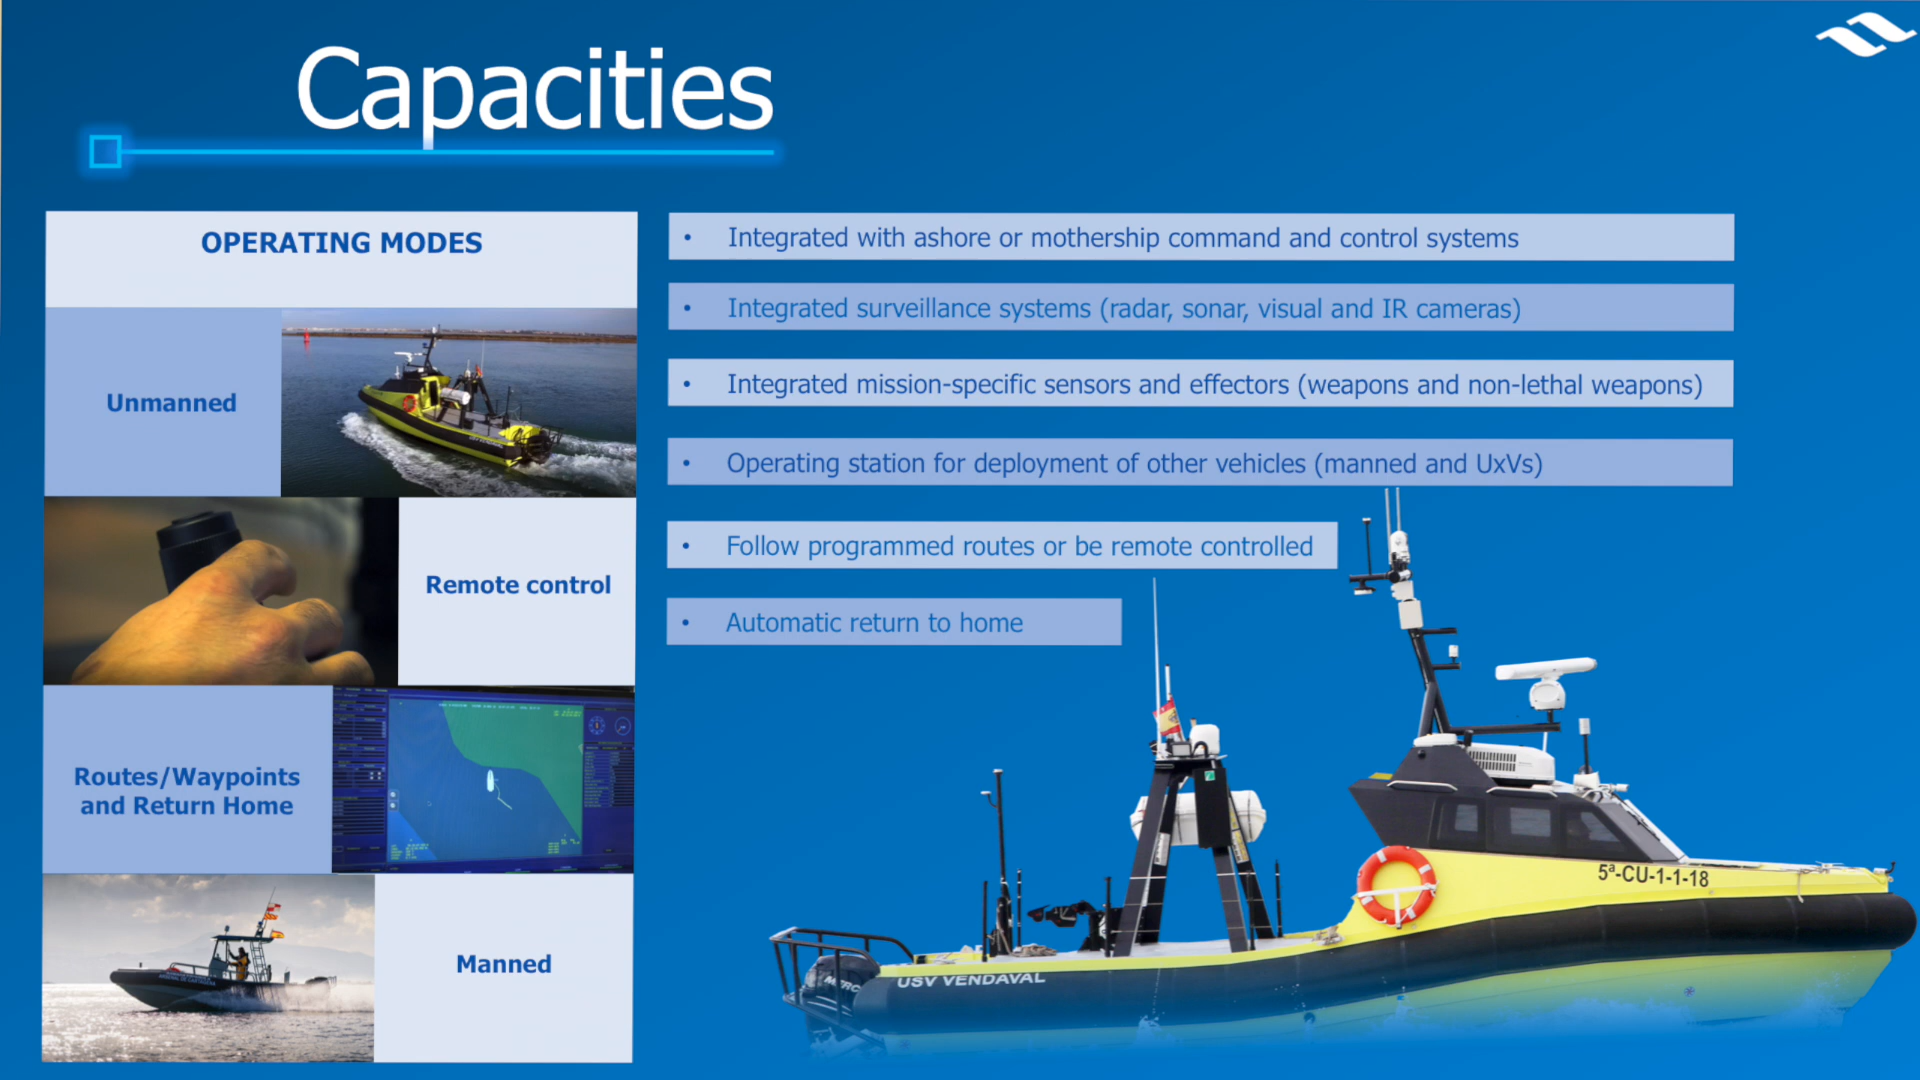 Capacities
OPERATING MODES
Unmanned
Remote control
Routes/Waypoints
and Return Home
Manned
• Integrated with ashore or mothership command and control systems
• Integrated surveillance systems (radar, sonar, visual and IR cameras)
• Integrated mission-specific sensors and effectors (weapons and non-lethal weapons)
• Operating station for deployment of other vehicles (manned and UxVs)
• Follow programmed routes or be remote controlled
• Automatic return to home
5ª-CU-1-1-18
USV VENDAVAL